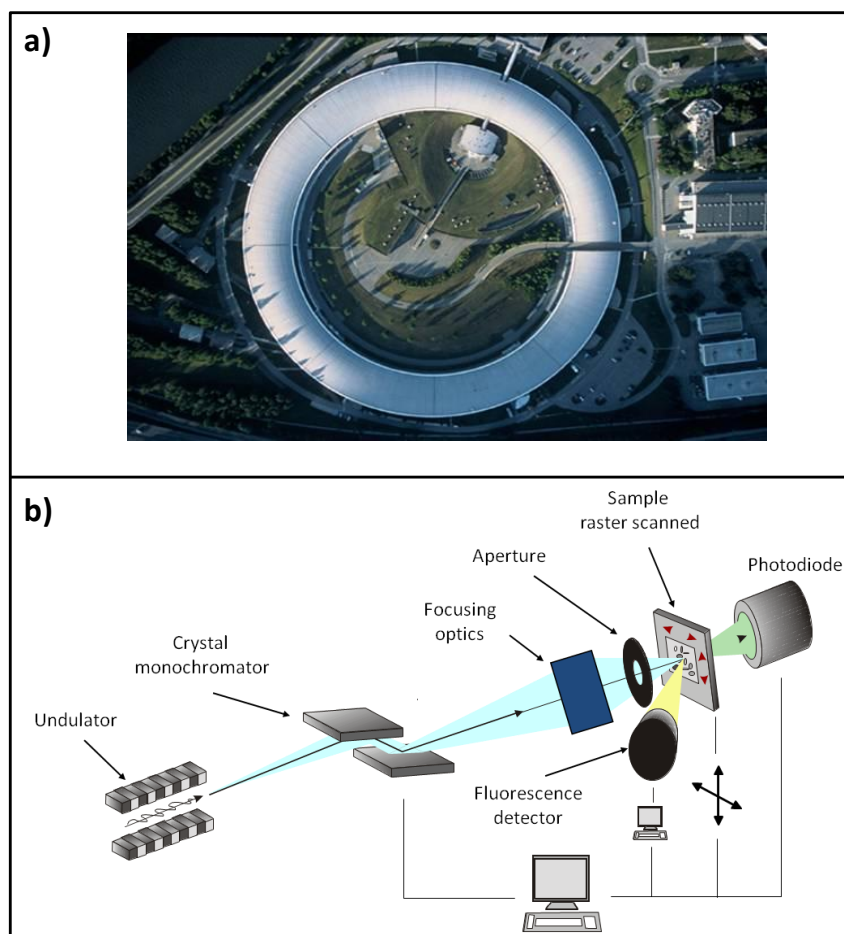 a)
b)
Sample
raster scanned
Aperture
Photodiode
Focusing
optics
Crystal
monochromator
Undulator
Fluorescence
detector